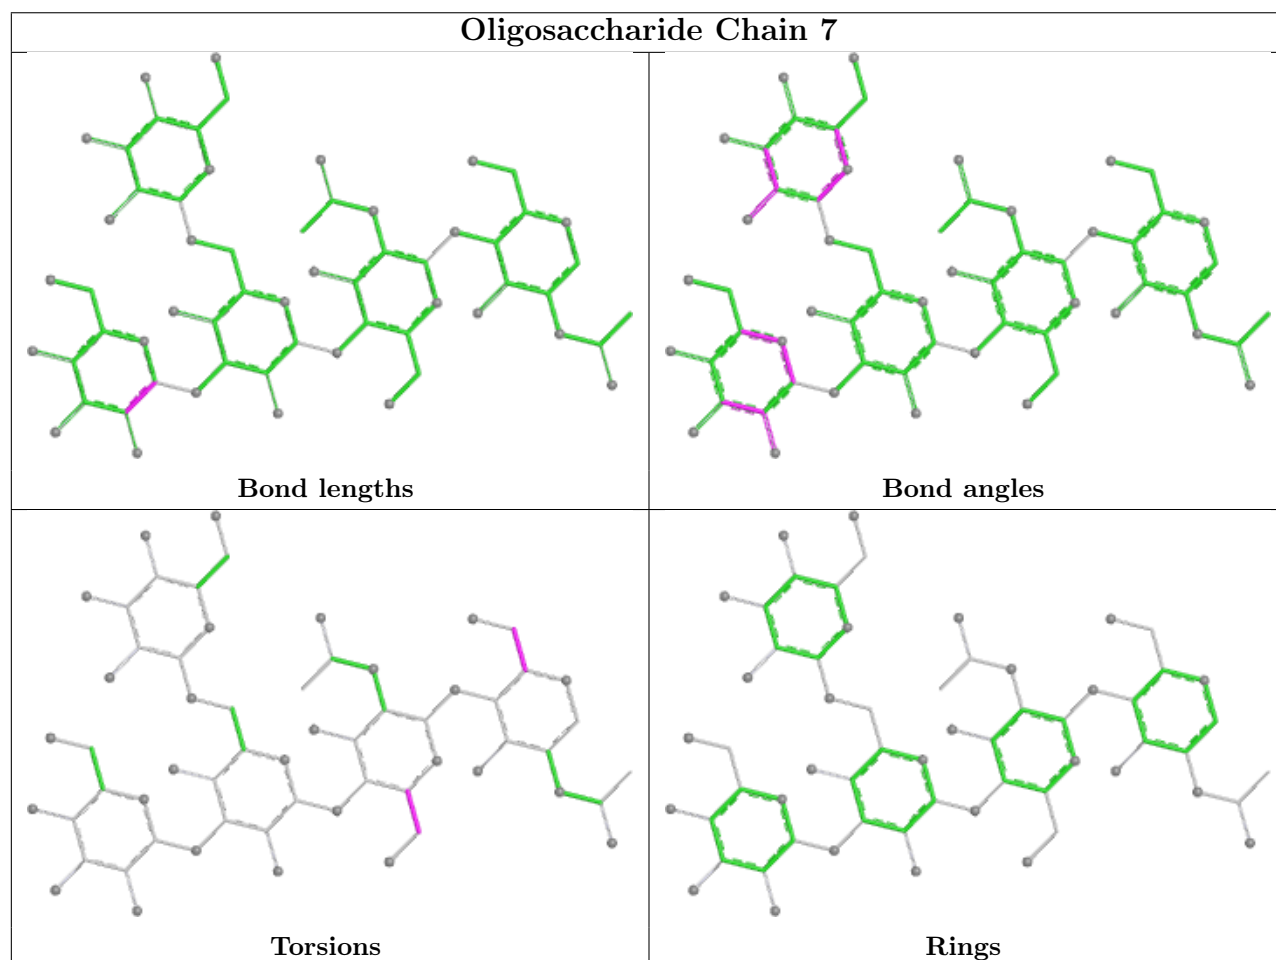 Oligosaccharide Chain 7
Bond lengths
Bond angles
Torsions
Rings